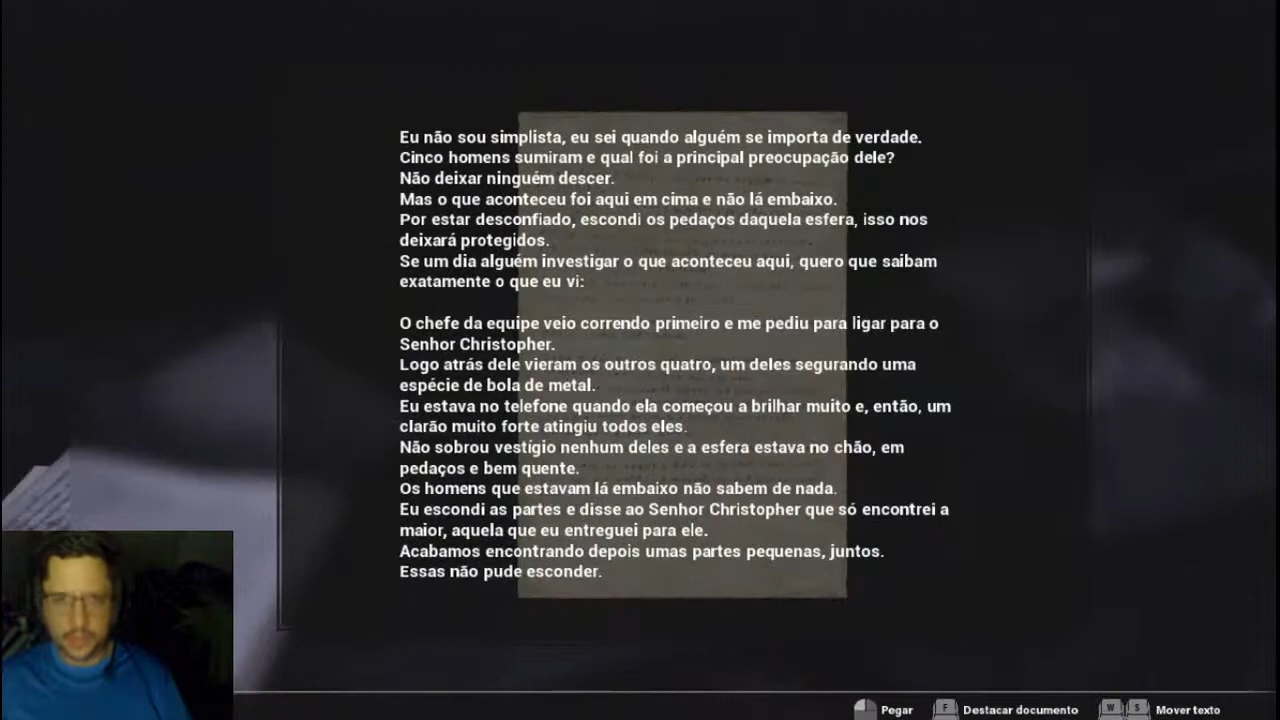 Eu não sou simplista, eu sei quando alguém se importa de verdade.
Cinco homens sumiram e qual foi a principal preocupação dele?
Não deixar ninguém descer.
Mas o que aconteceu foi aqui em cima e não lá embaixo.
Por estar desconfiado, escondi os pedaços daquela esfera, isso nos
deixará protegidos.
Se um dia alguém investigar o que aconteceu aqui, quero que saibam
exatamente o que eu vi:
O chefe da equipe veio correndo primeiro e me pediu para ligar para o
Senhor Christopher.
Logo atrás dele vieram os outros quatro, um deles segurando uma
espécie de bola de metal.
Eu estava no telefone quando ela começou a brilhar muito e, então, um
clarão muito forte atingiu todos eles.
Não sobrou vestígio nenhum deles e a esfera estava no chão, em
pedaços e bem quente.
Os homens que estavam lá embaixo não sabem de nada.
Eu escondi as partes e disse ao Senhor Christopher que só encontrei a
maior, aquela que eu entreguei para ele.
Acabamos encontrando depois umas partes pequenas, juntos.
Essas não pude esconder.
Pegar F Destacar documento W S Mover texto